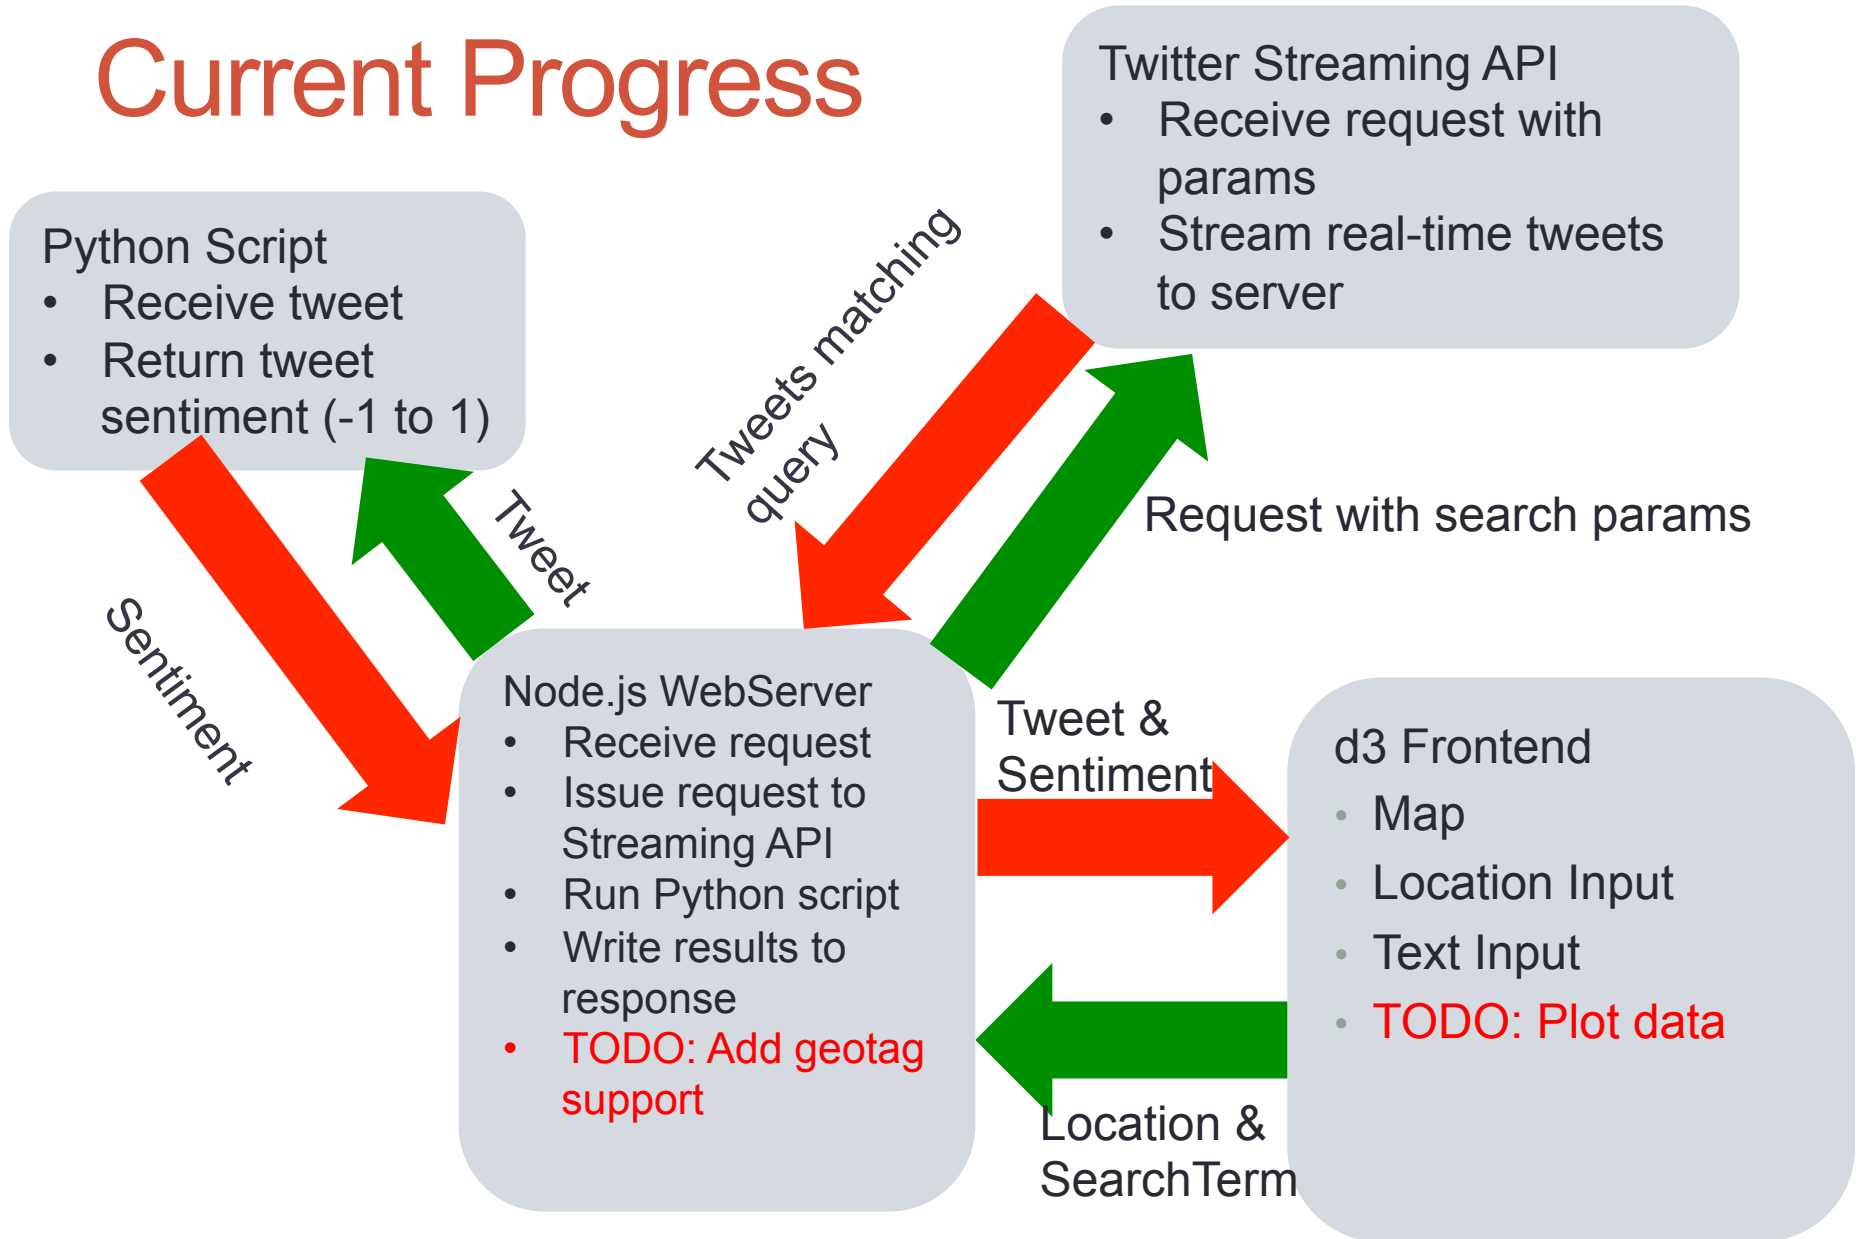 Current Progress
Twitter Streaming API
• Receive request with
params
• Stream real-time tweets
to server
Python Script
• Receive tweet
• Return tweet
sentiment (-1 to 1)
Tweets matching
query
Request with search params
Tweet
Sentiment
Node.js WebServer
• Receive request
• Issue request to
Streaming API
• Run Python script
• Write results to
response
• TODO: Add geotag
support
Tweet &
Sentiment
d3 Frontend
• Map
• Location Input
• Text Input
• TODO: Plot data
Location &
SearchTerm